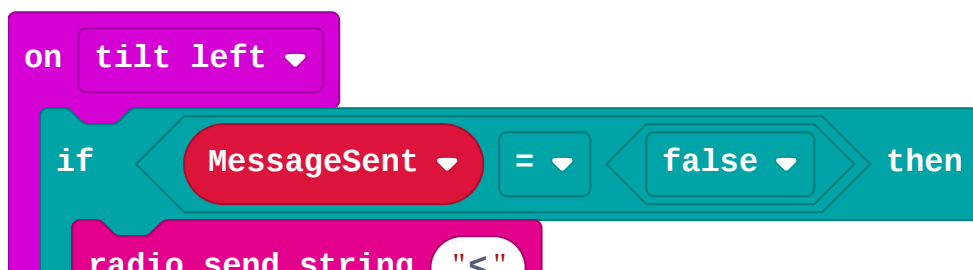 on tilt left
if MessageSent = false then
radio send string "<"